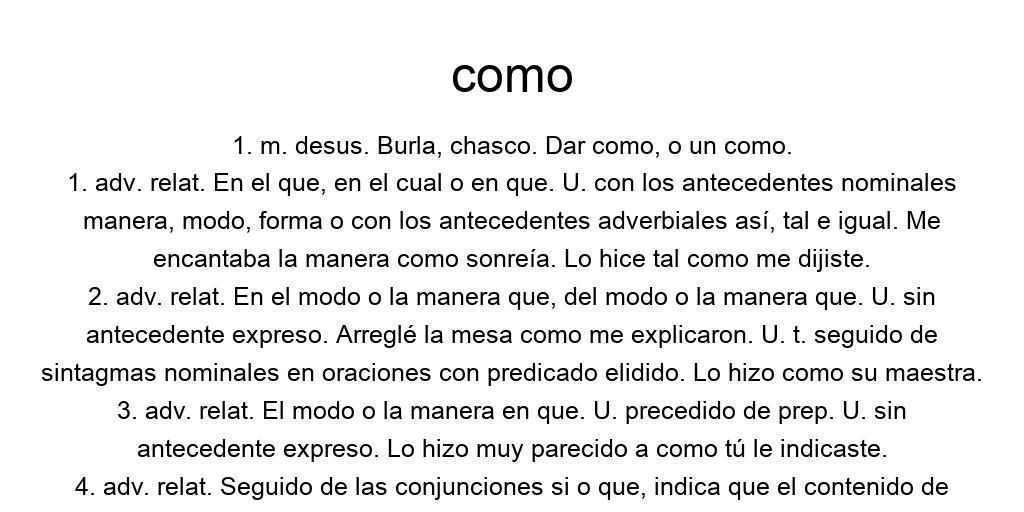 como
1. m. desus. Burla, chasco. Dar como, o un como.
1. adv. relat. En el que, en el cual o en que. U. con los antecedentes nominales
manera, modo, forma o con los antecedentes adverbiales así, tal e igual. Me
encantaba la manera como sonreía. Lo hice tal como me dijiste.
2. adv. relat. En el modo o la manera que, del modo o la manera que. U. sin
antecedente expreso. Arreglé la mesa como me explicaron. U. t. seguido de
sintagmas nominales en oraciones con predicado elidido. Lo hizo como su maestra.
3. adv. relat. El modo o la manera en que. U. precedido de prep. U. sin
antecedente expreso. Lo hizo muy parecido a como tú le indicaste.
4. adv. relat. Seguido de las conjunciones si o que, indica que el contenido de